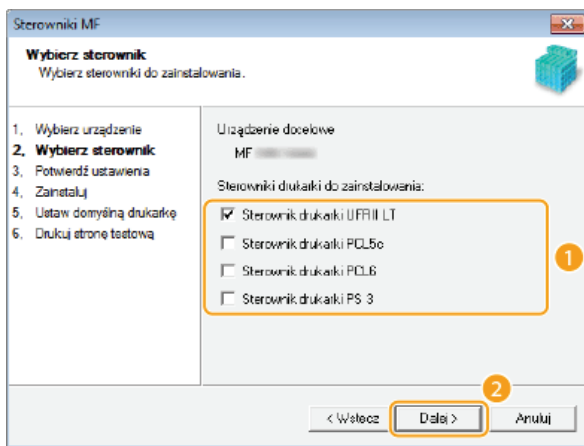 Sterowniki MF
Wybierz sterownik
Wybierz sterowniki do zainstalowania.
1. Wybierz urządzenie
2. Wybierz sterownik
3. Potwierdź ustawienia
4. Zainstaluj
5. Ustaw domyślną drukarkę
6. Drukuj stronę testową
Urządzenie docelowe
MF
Sterowniki drukarki do zainstalowania:
Sterownik drukarki UFRII LT
Sterownik drukarki PCL5c
Sterownik drukarki PCL6
Sterownik drukarki PS 3
1
2
< Wstecz
Dalej >
Anuluj